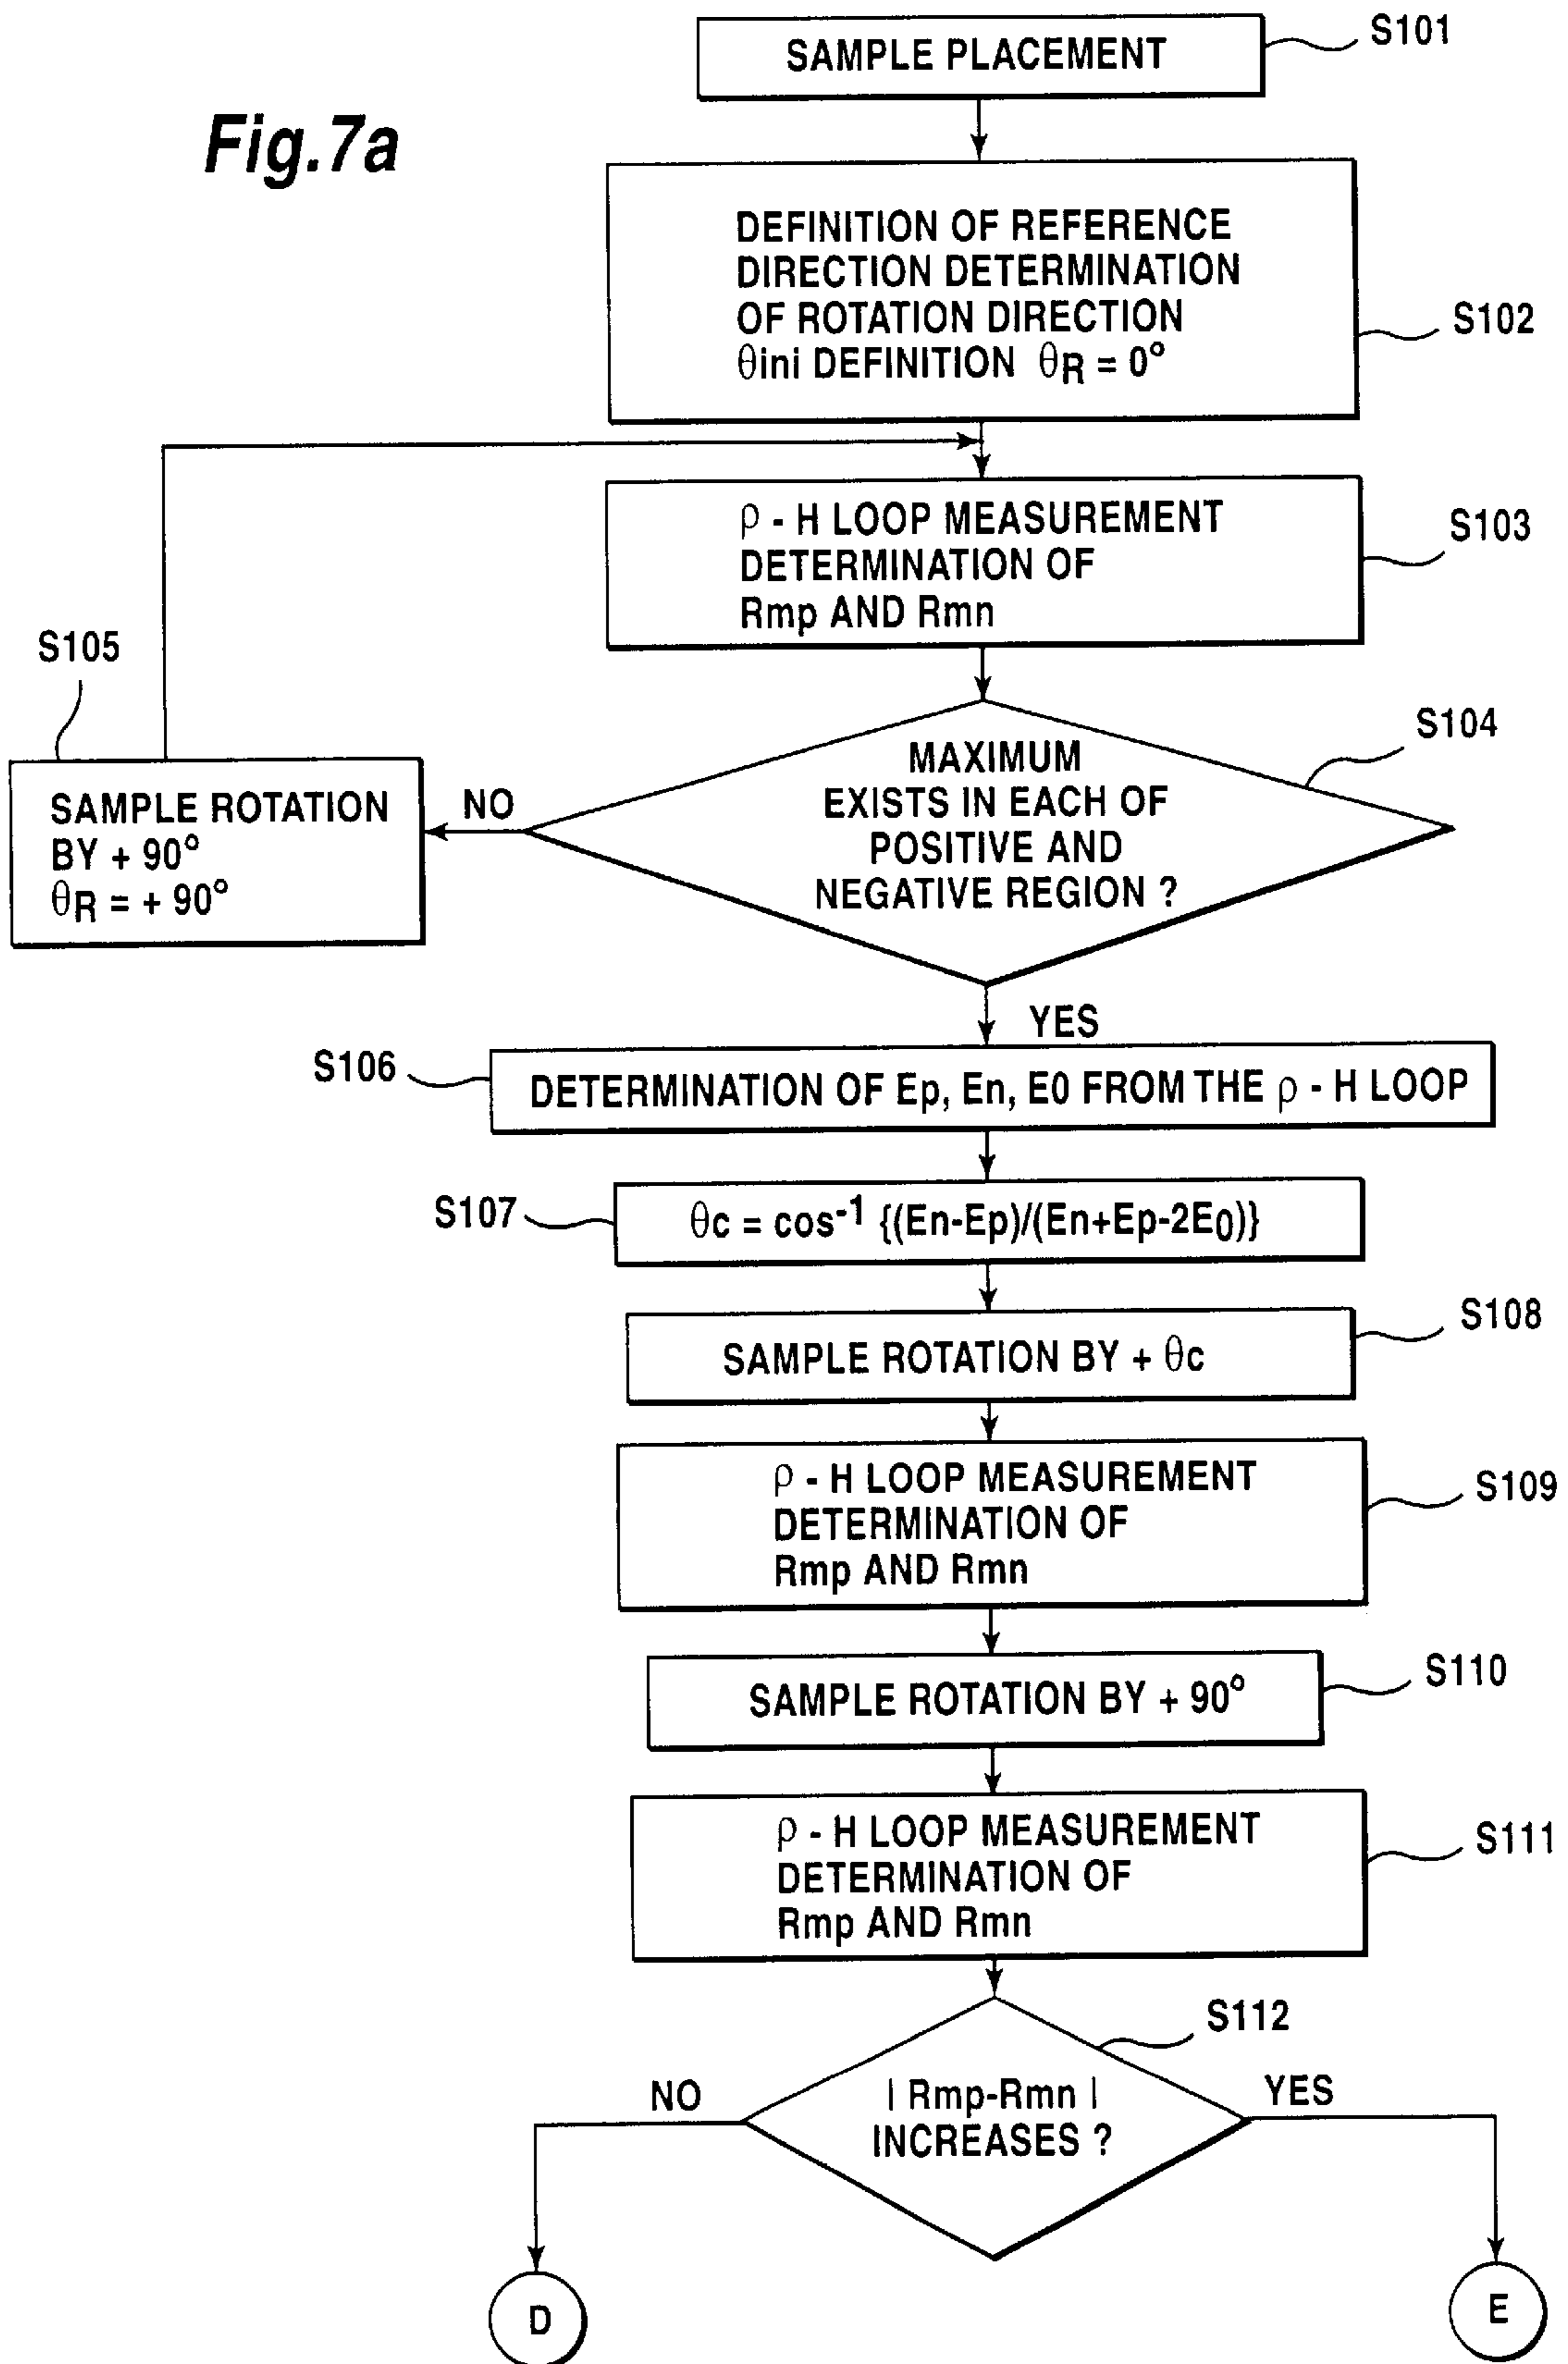 Fig.7a
SAMPLE PLACEMENT
S101
DEFINITION OF REFERENCE
DIRECTION DETERMINATION
OF ROTATION DIRECTION
θini DEFINITION θR = 0°
S102
ρ - H LOOP MEASUREMENT
DETERMINATION OF
Rmp AND Rmn
S103
MAXIMUM
EXISTS IN EACH OF
POSITIVE AND
NEGATIVE REGION ?
S104
NO
S105
SAMPLE ROTATION
BY + 90°
θR = + 90°
YES
S106
DETERMINATION OF Ep, En, E0 FROM THE ρ - H LOOP
S107
θc = cos-1 {(En-Ep)/(En+Ep-2E0)}
SAMPLE ROTATION BY + θc
S108
ρ - H LOOP MEASUREMENT
DETERMINATION OF
Rmp AND Rmn
S109
SAMPLE ROTATION BY + 90°
S110
ρ - H LOOP MEASUREMENT
DETERMINATION OF
Rmp AND Rmn
S111
S112
| Rmp-Rmn |
INCREASES ?
NO
YES
D
E